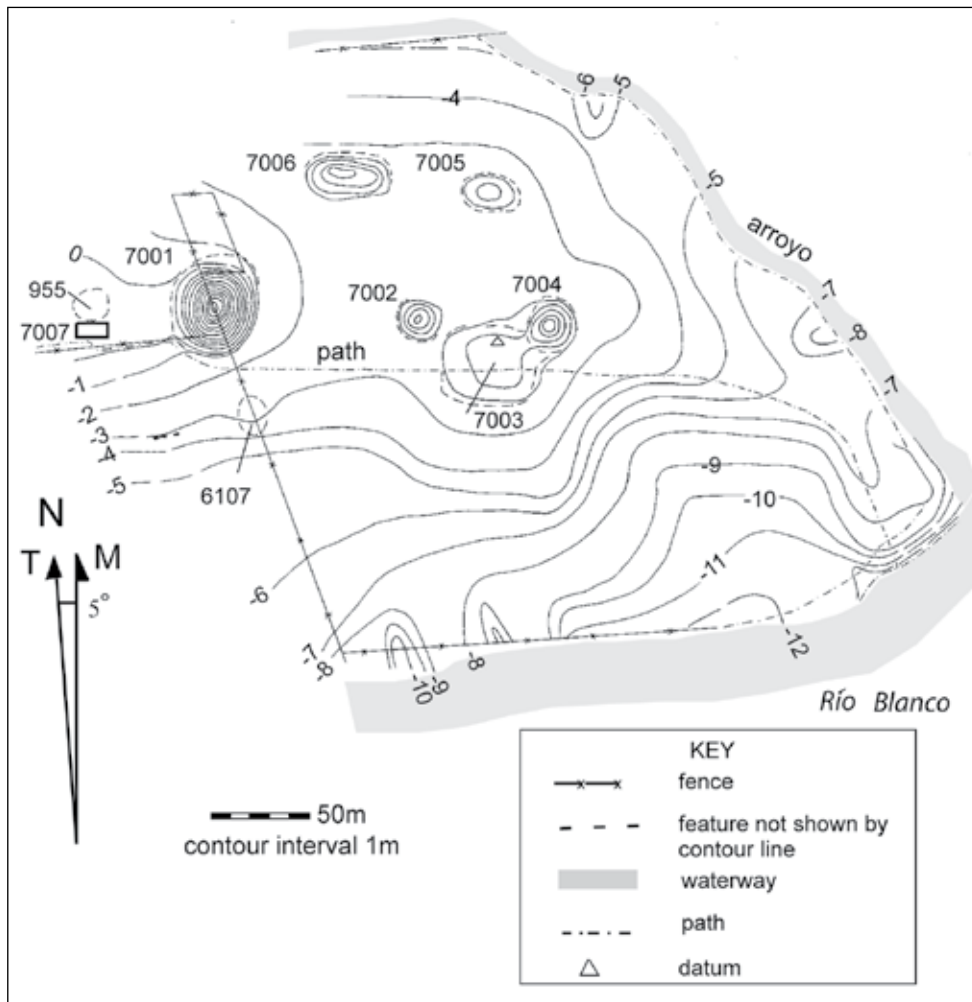 -6
-5
-4
7006
7005
-5
arroyo
0
7001
955
7002
7004
-7
7007
-8
path
-1
-7
-2
7003
-3
-4
-9
-5
6107
-10
N
T M
-6
-11
5°
-7
-8
-8
-12
-9
-10
Río Blanco
KEY
fence
50m
feature not shown by
contour interval 1m
contour line
waterway
path
datum